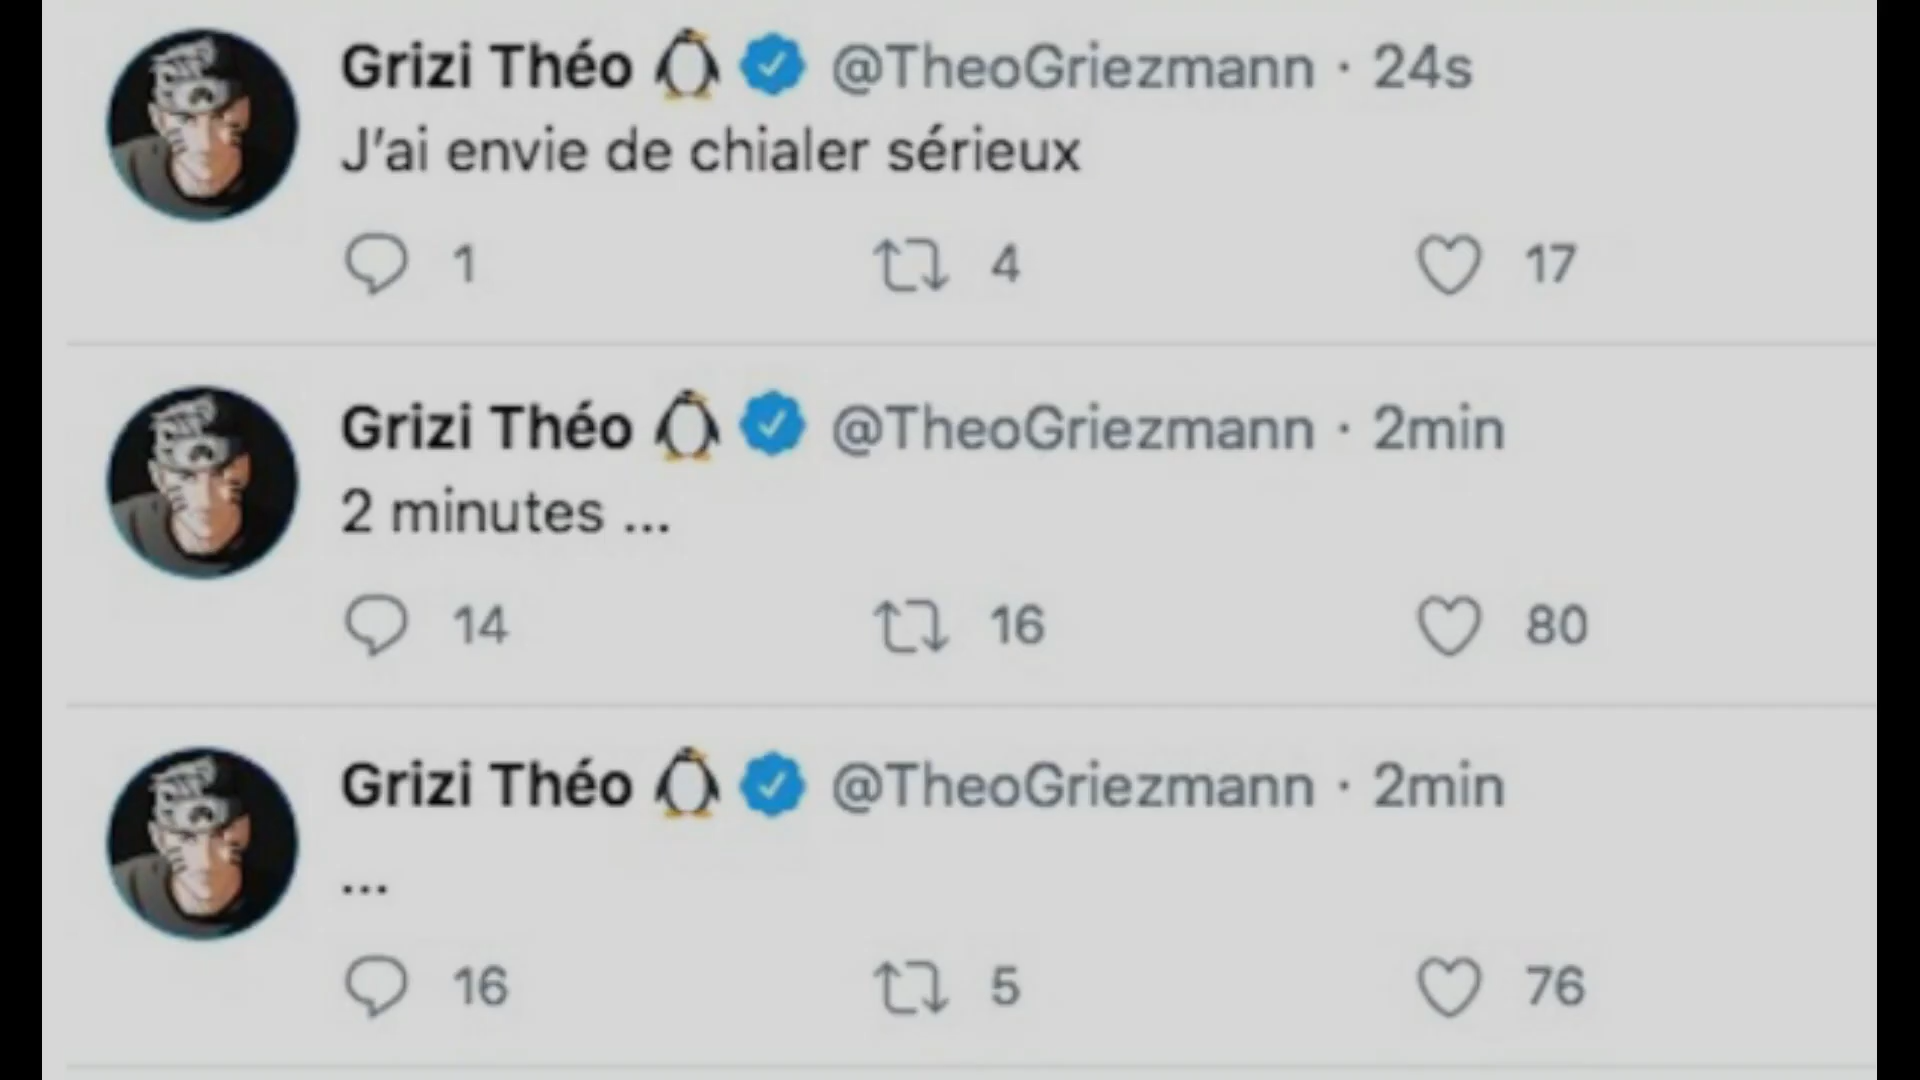 Grizi Théo 🐧 @TheoGriezmann · 24s
J'ai envie de chialer sérieux
1 4 17
Grizi Théo 🐧 @TheoGriezmann · 2min
2 minutes ...
14 16 80
Grizi Théo 🐧 @TheoGriezmann · 2min
...
16 5 76